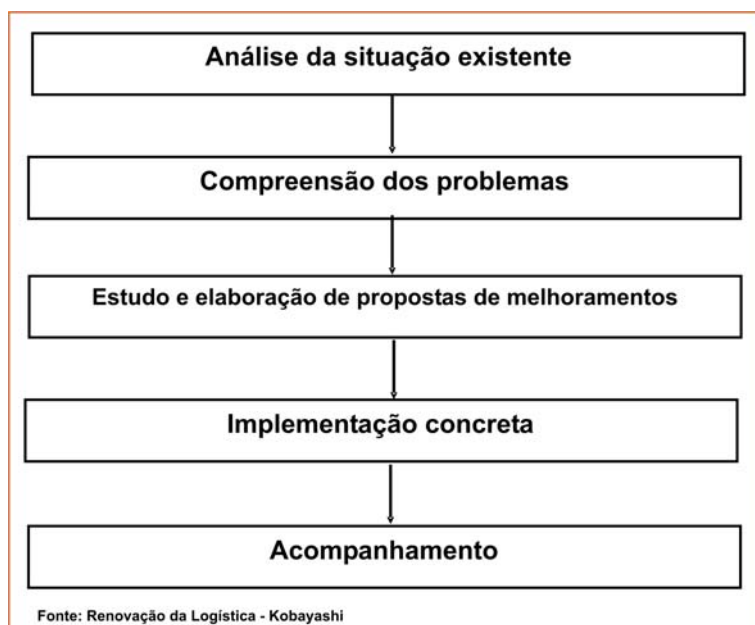 Análise da situação existente
Compreensão dos problemas
Estudo e elaboração de propostas de melhoramentos
Implementação concreta
Acompanhamento
Fonte: Renovação da Logística - Kobayashi